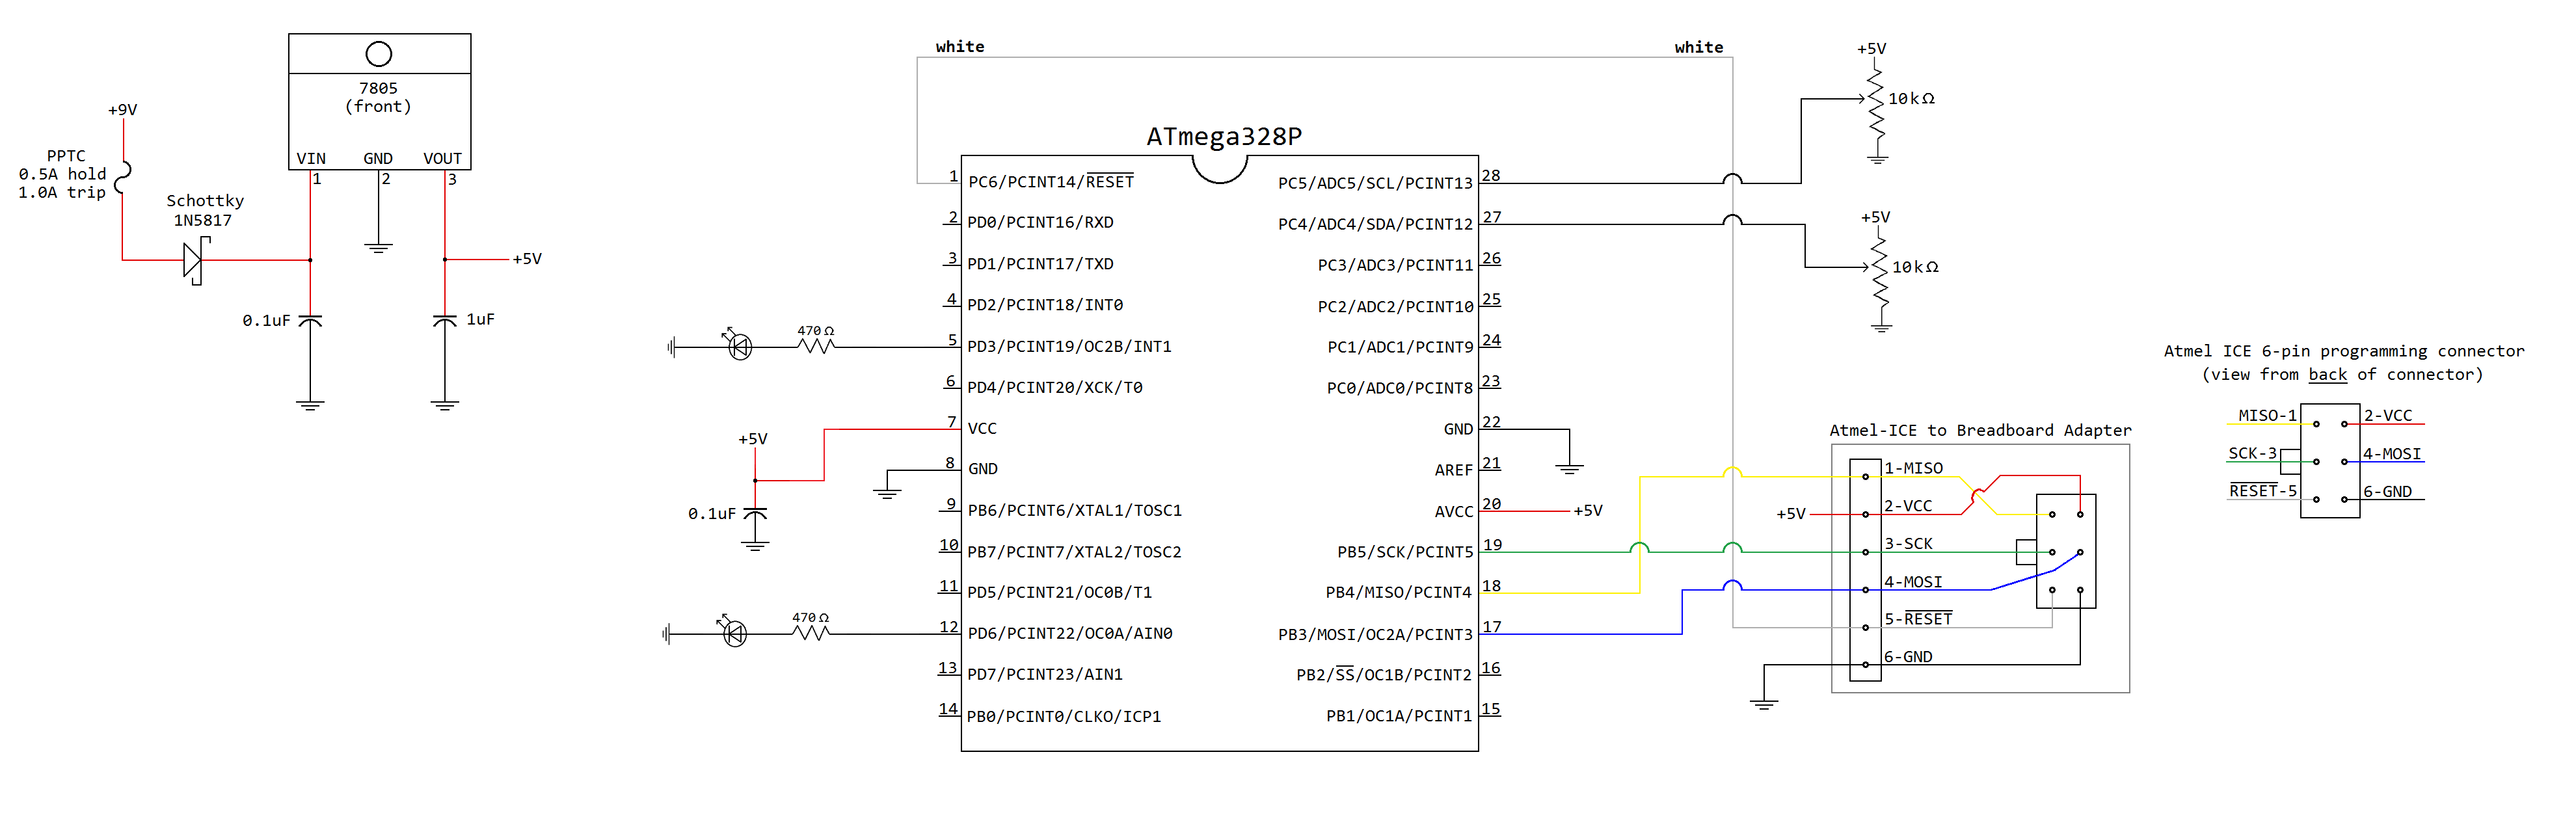 +9V
PPTC
0.5A hold
1.0A trip
Schottky
1N5817
7805
(front)
VIN GND VOUT
1 2 3
+5V
0.1uF
1uF
white
white
ATmega328P
1 PC6/PCINT14/RESET
2 PD0/PCINT16/RXD
3 PD1/PCINT17/TXD
4 PD2/PCINT18/INT0
5 PD3/PCINT19/OC2B/INT1
6 PD4/PCINT20/XCK/T0
7 VCC
8 GND
9 PB6/PCINT6/XTAL1/TOSC1
10 PB7/PCINT7/XTAL2/TOSC2
11 PD5/PCINT21/OC0B/T1
12 PD6/PCINT22/OC0A/AIN0
13 PD7/PCINT23/AIN1
14 PB0/PCINT0/CLKO/ICP1
470Ω
+5V
0.1uF
470Ω
PC5/ADC5/SCL/PCINT13 28
PC4/ADC4/SDA/PCINT12 27
PC3/ADC3/PCINT11 26
PC2/ADC2/PCINT10 25
PC1/ADC1/PCINT9 24
PC0/ADC0/PCINT8 23
GND 22
AREF 21
AVCC 20
+5V
PB5/SCK/PCINT5 19
PB4/MISO/PCINT4 18
PB3/MOSI/OC2A/PCINT3 17
PB2/SS/OC1B/PCINT2 16
PB1/OC1A/PCINT1 15
+5V
10kΩ
+5V
10kΩ
Atmel-ICE to Breadboard Adapter
1-MISO
+5V
2-VCC
3-SCK
4-MOSI
5-RESET
6-GND
Atmel ICE 6-pin programming connector
(view from back of connector)
MISO-1 2-VCC
SCK-3 4-MOSI
RESET-5 6-GND